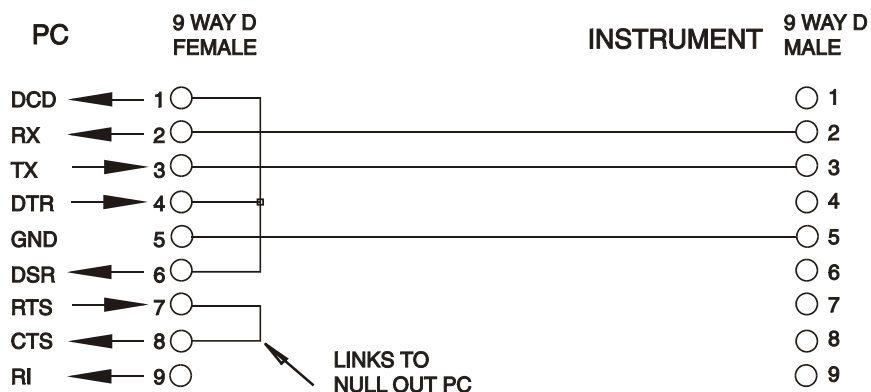 PC
9 WAY D
FEMALE
INSTRUMENT
9 WAY D
MALE
DCD 1 1
RX 2 2
TX 3 3
DTR 4 4
GND 5 5
DSR 6 6
RTS 7 7
CTS 8 8
RI 9 9
LINKS TO
NULL OUT PC